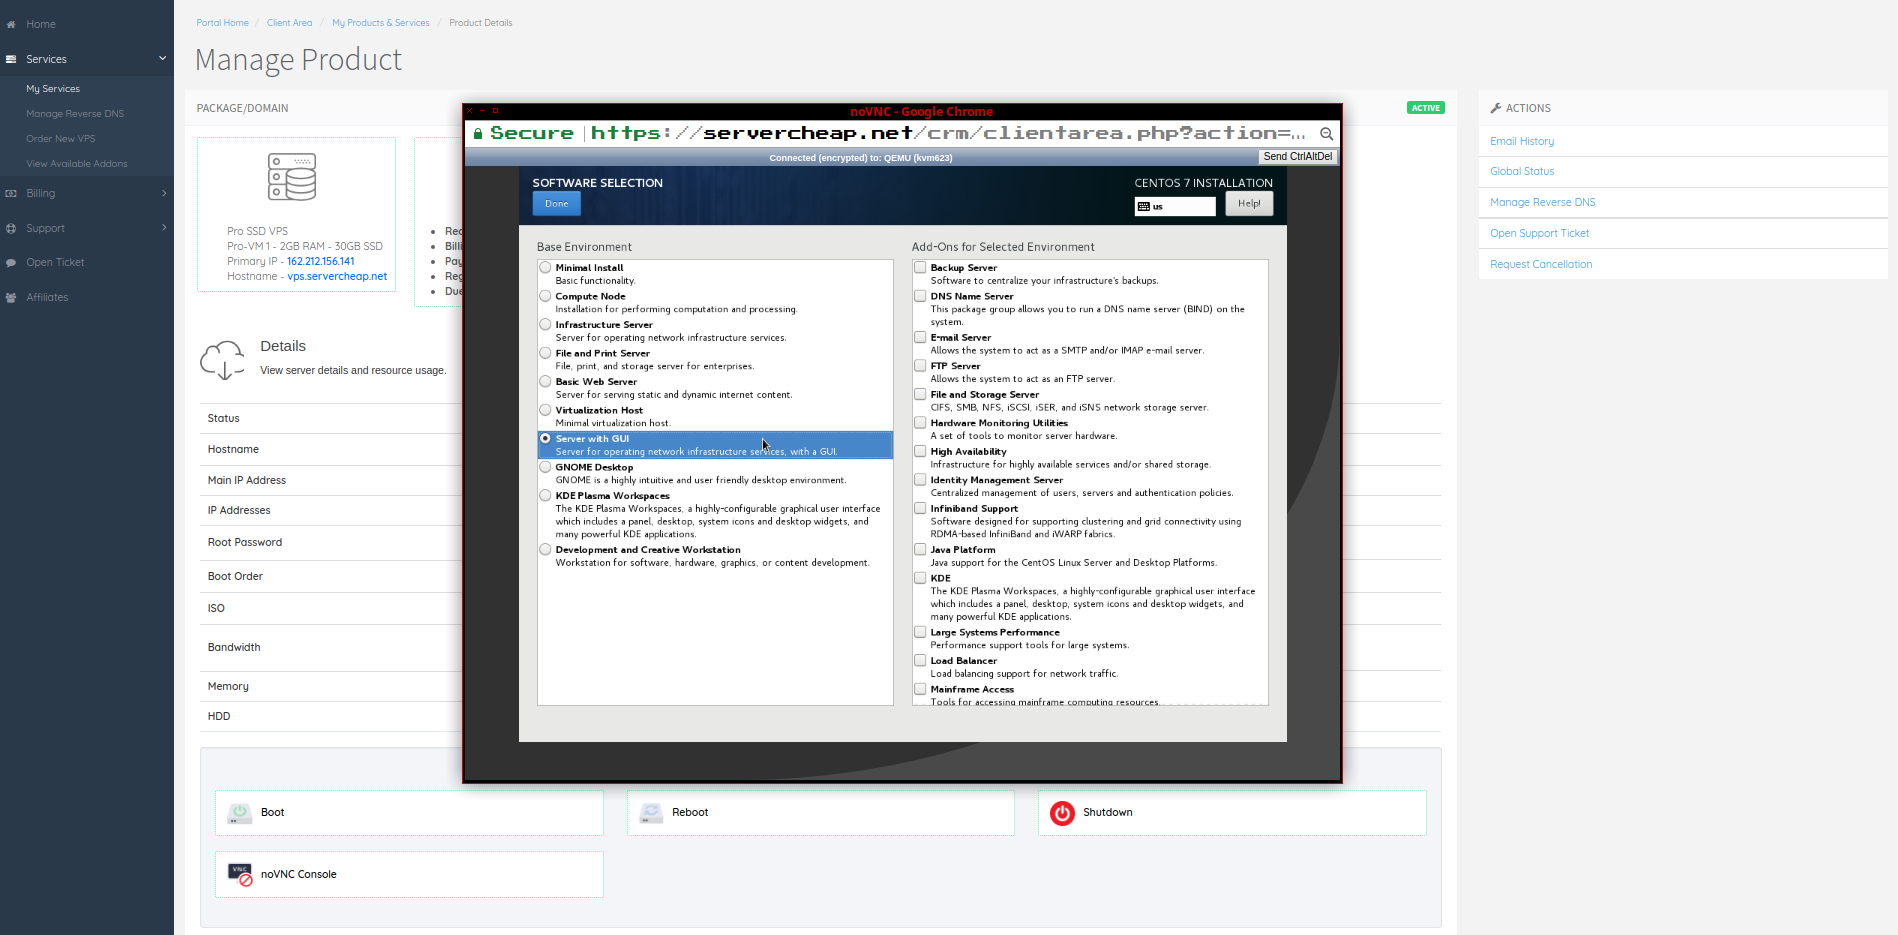 Home
Services
My Services
Manage Reverse DNS
Order New VPS
View Available Addons
Billing
Support
Open Ticket
Affiliates
Portal Home / Client Area / My Products & Services / Product Details
Manage Product
PACKAGE/DOMAIN
ACTIVE
Pro SSD VPS
Pro-VM 1 - 2GB RAM - 30GB SSD
Primary IP - 162.212.156.141
Hostname - vps.servercheap.net
Details
View server details and resource usage.
Status
Hostname
Main IP Address
IP Addresses
Root Password
Boot Order
ISO
Bandwidth
Memory
HDD
Boot
Reboot
Shutdown
VNC
noVNC Console
noVNC - Google Chrome
Secure | https://servercheap.net/crm/clientarea.php?action=...
Connected (encrypted) to: QEMU (kvm623)
Send CtrlAltDel
SOFTWARE SELECTION
Done
CENTOS 7 INSTALLATION
us
Help!
Base Environment
Minimal Install
Basic functionality.
Compute Node
Installation for performing computation and processing.
Infrastructure Server
Server for operating network infrastructure services.
File and Print Server
File, print, and storage server for enterprises.
Basic Web Server
Server for serving static and dynamic internet content.
Virtualization Host
Minimal virtualization host.
Server with GUI
Server for operating network infrastructure services, with a GUI.
GNOME Desktop
GNOME is a highly intuitive and user friendly desktop environment.
KDE Plasma Workspaces
The KDE Plasma Workspaces, a highly-configurable graphical user interface
which includes a panel, desktop, system icons and desktop widgets, and
many powerful KDE applications.
Development and Creative Workstation
Workstation for software, hardware, graphics, or content development.
Add-Ons for Selected Environment
Backup Server
Software to centralize your infrastructure's backups.
DNS Name Server
This package group allows you to run a DNS name server (BIND) on the
system.
E-mail Server
Allows the system to act as a SMTP and/or IMAP e-mail server.
FTP Server
Allows the system to act as an FTP server.
File and Storage Server
CIFS, SMB, NFS, iSCSI, iSER, and iSNS network storage server.
Hardware Monitoring Utilities
A set of tools to monitor server hardware.
High Availability
Infrastructure for highly available services and/or shared storage.
Identity Management Server
Centralized management of users, servers and authentication policies.
Infiniband Support
Software designed for supporting clustering and grid connectivity using
RDMA-based InfiniBand and iWARP fabrics.
Java Platform
Java support for the CentOS Linux Server and Desktop Platforms.
KDE
The KDE Plasma Workspaces, a highly-configurable graphical user interface
which includes a panel, desktop, system icons and desktop widgets, and
many powerful KDE applications.
Large Systems Performance
Performance support tools for large systems.
Load Balancer
Load balancing support for network traffic.
Mainframe Access
Tools for accessing mainframe computing resources.
ACTIONS
Email History
Global Status
Manage Reverse DNS
Open Support Ticket
Request Cancellation